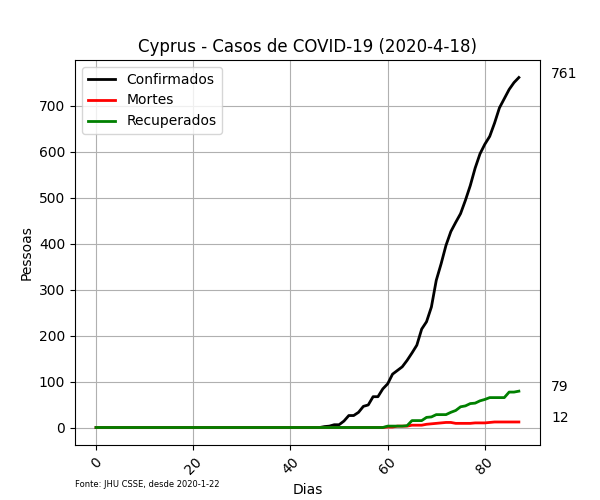 Cyprus - Casos de COVID-19 (2020-4-18)
Confirmados
Mortes
Recuperados
761
79
12
700
600
500
400
300
200
100
0
Pessoas
0
20
40
60
80
Dias
Fonte: JHU CSSE, desde 2020-1-22